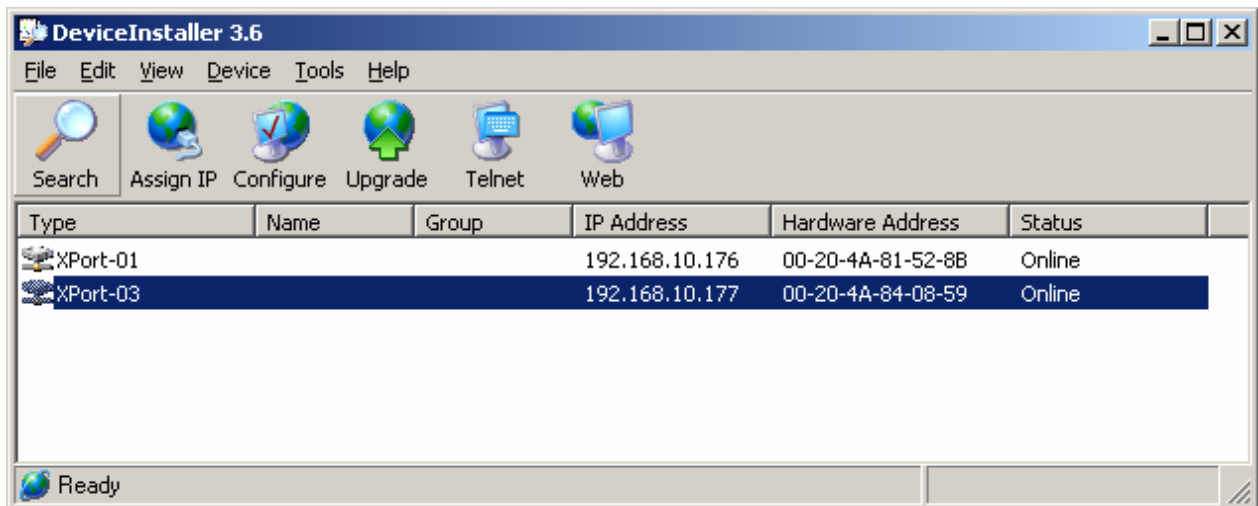 DeviceInstaller 3.6
File Edit View Device Tools Help
Search Assign IP Configure Upgrade Telnet Web
Type Name Group IP Address Hardware Address Status
XPort-01 192.168.10.176 00-20-4A-81-52-8B Online
XPort-03 192.168.10.177 00-20-4A-84-08-59 Online
Ready